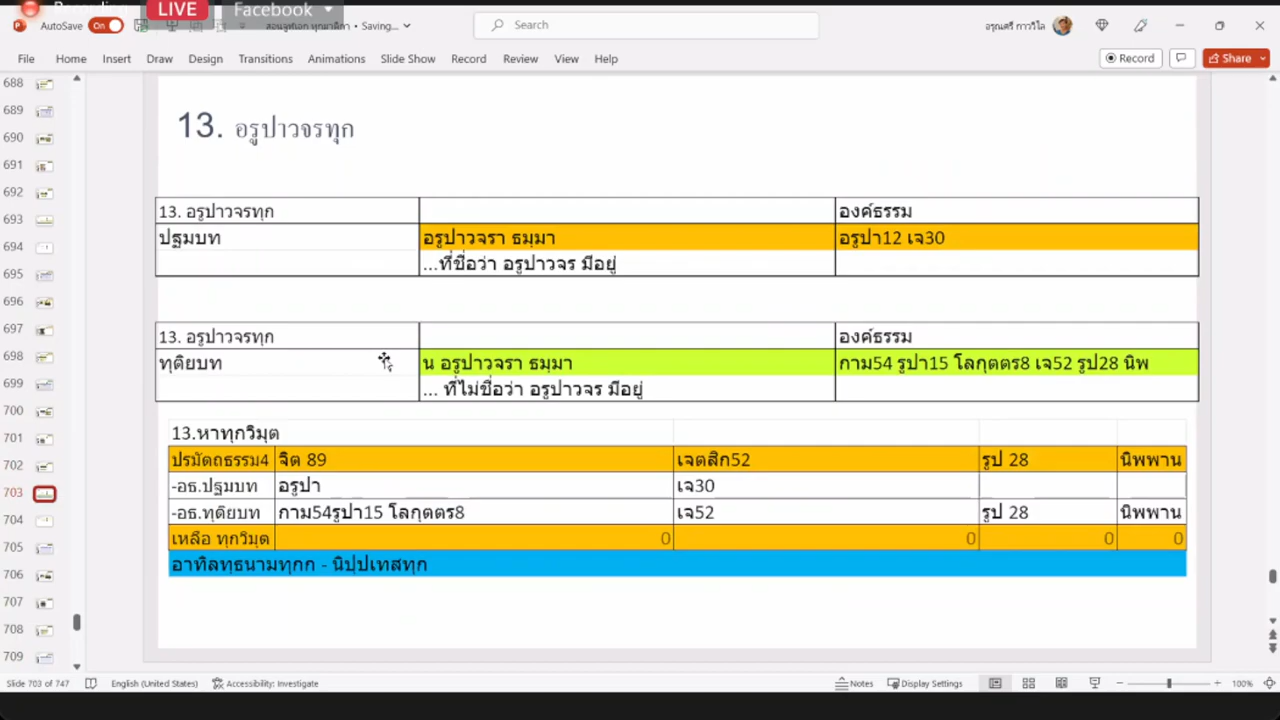 LIVE Facebook
AutoSave On Saving... Search อรุณศรี กาววิไล
File Home Insert Draw Design Transitions Animations Slide Show Record Review View Help Record Share
688
689
690
691
692
693
694
695
696
697
698
699
700
701
702
703
704
705
706
707
708
709
13. อรูปาวจรทุก
13. อรูปาวจรทุก องค์ธรรม
ปฐมบท อรูปาวจรา ธมฺมา อรูปา12 เจ30
...ที่ชื่อว่า อรูปาวจร มีอยู่
13. อรูปาวจรทุก องค์ธรรม
ทุติยบท น อรูปาวจรา ธมฺมา กาม54 รูปา15 โลกุตตร8 เจ52 รูป28 นิพ
... ที่ไม่ชื่อว่า อรูปาวจร มีอยู่
13.หาทุกวิมุต
ปรมัตถธรรม4 จิต 89 เจตสิก52 รูป 28 นิพพาน
-อธ.ปฐมบท อรูปา เจ30
-อธ.ทุติยบท กาม54รูปา15 โลกุตตร8 เจ52 รูป 28 นิพพาน
เหลือ ทุกวิมุต 0 0 0 0
อาทิลทฺธนามทุกก - นิปฺปเทสทุก
Slide 703 of 747 English (United States) Accessibility: Investigate Notes Display Settings 100%